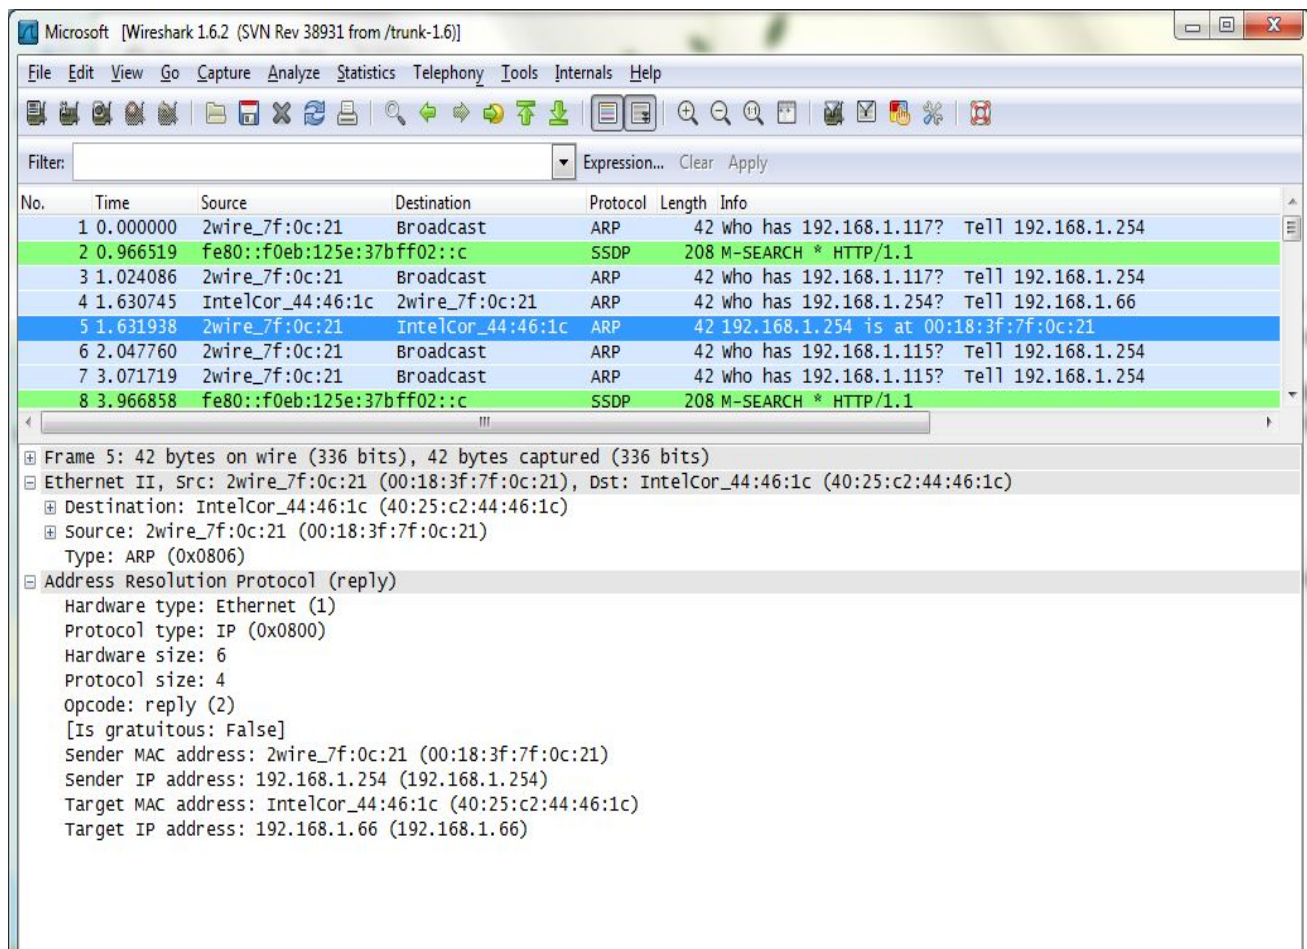 Microsoft [Wireshark 1.6.2 (SVN Rev 38931 from /trunk-1.6)]
File Edit View Go Capture Analyze Statistics Telephony Tools Internals Help
Filter: Expression... Clear Apply
No. Time Source Destination Protocol Length Info
1 0.000000 2wire_7f:0c:21 Broadcast ARP 42 Who has 192.168.1.117? Tell 192.168.1.254
2 0.966519 fe80::f0eb:125e:37b ff02::c SSDP 208 M-SEARCH * HTTP/1.1
3 1.024086 2wire_7f:0c:21 Broadcast ARP 42 Who has 192.168.1.117? Tell 192.168.1.254
4 1.630745 IntelCor_44:46:1c 2wire_7f:0c:21 ARP 42 Who has 192.168.1.254? Tell 192.168.1.66
5 1.631938 2wire_7f:0c:21 IntelCor_44:46:1c ARP 42 192.168.1.254 is at 00:18:3f:7f:0c:21
6 2.047760 2wire_7f:0c:21 Broadcast ARP 42 Who has 192.168.1.115? Tell 192.168.1.254
7 3.071719 2wire_7f:0c:21 Broadcast ARP 42 Who has 192.168.1.115? Tell 192.168.1.254
8 3.966858 fe80::f0eb:125e:37b ff02::c SSDP 208 M-SEARCH * HTTP/1.1
Frame 5: 42 bytes on wire (336 bits), 42 bytes captured (336 bits)
Ethernet II, Src: 2wire_7f:0c:21 (00:18:3f:7f:0c:21), Dst: IntelCor_44:46:1c (40:25:c2:44:46:1c)
Destination: IntelCor_44:46:1c (40:25:c2:44:46:1c)
Source: 2wire_7f:0c:21 (00:18:3f:7f:0c:21)
Type: ARP (0x0806)
Address Resolution Protocol (reply)
Hardware type: Ethernet (1)
Protocol type: IP (0x0800)
Hardware size: 6
Protocol size: 4
Opcode: reply (2)
[Is gratuitous: False]
Sender MAC address: 2wire_7f:0c:21 (00:18:3f:7f:0c:21)
Sender IP address: 192.168.1.254 (192.168.1.254)
Target MAC address: IntelCor_44:46:1c (40:25:c2:44:46:1c)
Target IP address: 192.168.1.66 (192.168.1.66)